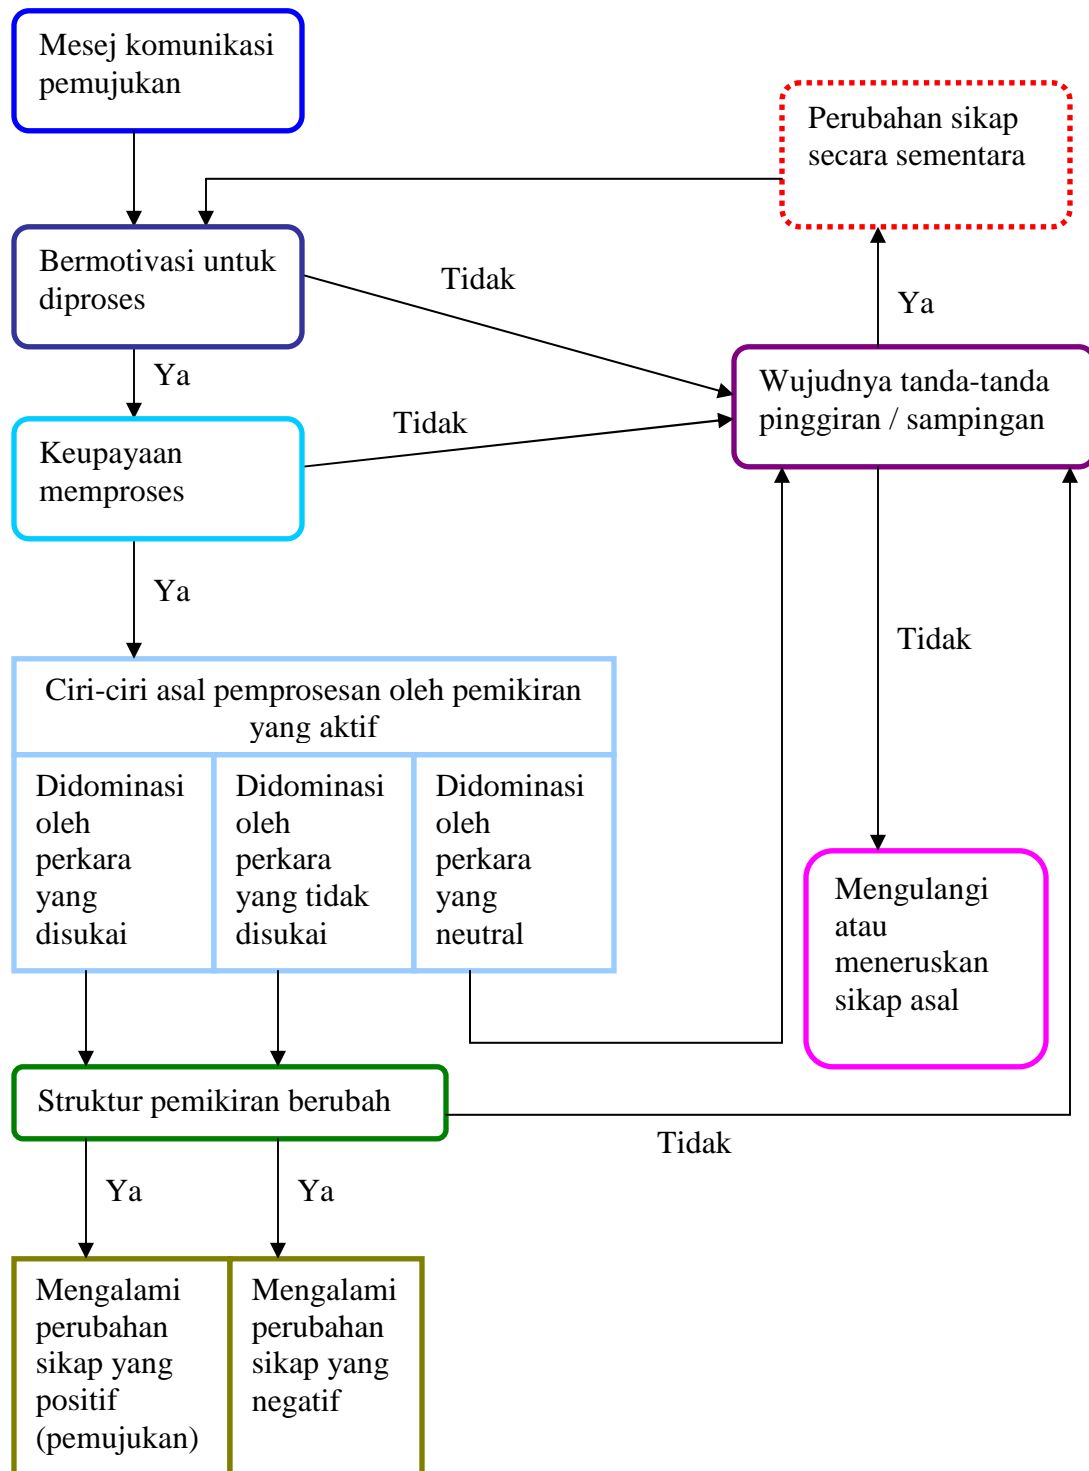 Mesej komunikasi
pemujukan
Perubahan sikap
secara sementara
Bermotivasi untuk
diproses
Tidak
Ya
Ya
Wujudnya tanda-tanda
pinggiran / sampingan
Keupayaan
memproses
Tidak
Ya
Tidak
Ciri-ciri asal pemprosesan oleh pemikiran
yang aktif
Didominasi
oleh
perkara
yang
disukai
Didominasi
oleh
perkara
yang tidak
disukai
Didominasi
oleh
perkara
yang
neutral
Mengulangi
atau
meneruskan
sikap asal
Struktur pemikiran berubah
Tidak
Ya
Ya
Mengalami
perubahan
sikap yang
positif
(pemujukan)
Mengalami
perubahan
sikap yang
negatif